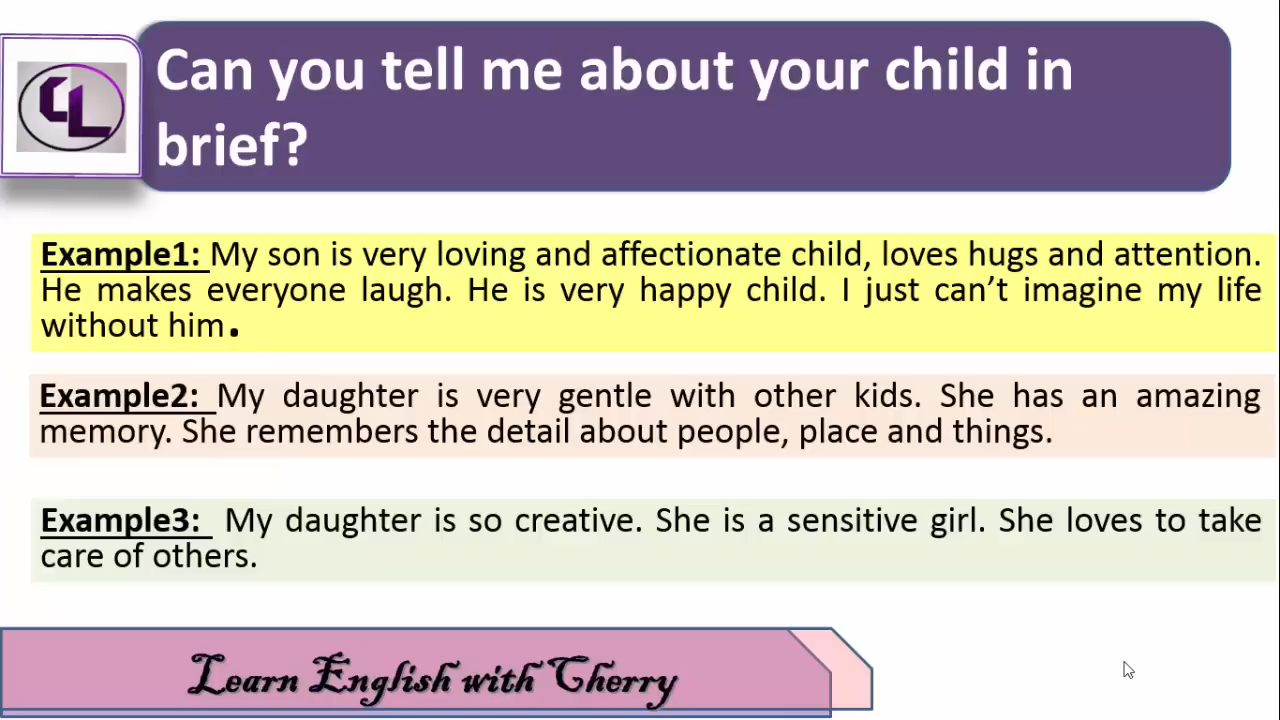 Can you tell me about your child in
brief?
CL
Example1: My son is very loving and affectionate child, loves hugs and attention.
He makes everyone laugh. He is very happy child. I just can’t imagine my life
without him.
Example2: My daughter is very gentle with other kids. She has an amazing
memory. She remembers the detail about people, place and things.
Example3: My daughter is so creative. She is a sensitive girl. She loves to take
care of others.
Learn English with Cherry